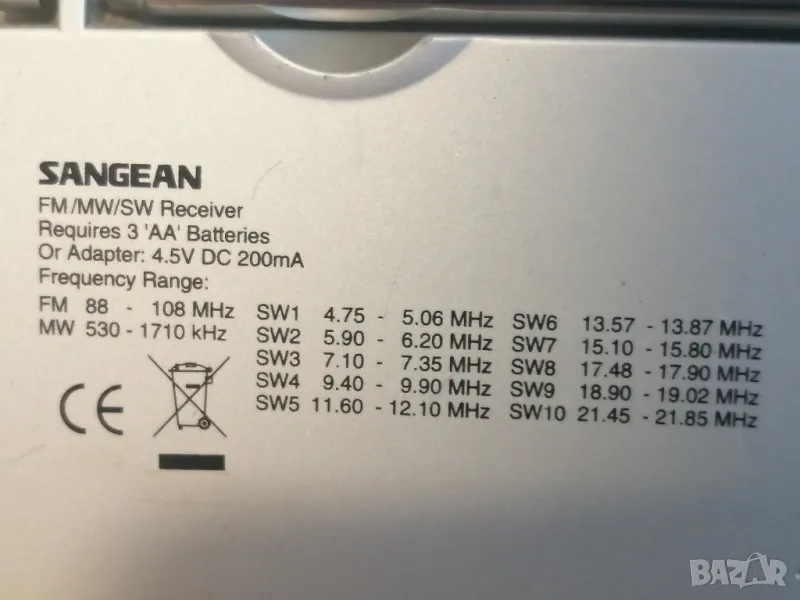 SANGEAN
FM/MW/SW Receiver
Requires 3 'AA' Batteries
Or Adapter: 4.5V DC 200mA
Frequency Range:
FM 88 - 108 MHz
MW 530 - 1710 kHz
SW1 4.75 - 5.06 MHz
SW2 5.90 - 6.20 MHz
SW3 7.10 - 7.35 MHz
SW4 9.40 - 9.90 MHz
SW5 11.60 - 12.10 MHz
SW6 13.57 - 13.87 MHz
SW7 15.10 - 15.80 MHz
SW8 17.48 - 17.90 MHz
SW9 18.90 - 19.02 MHz
SW10 21.45 - 21.85 MHz
CE
BAZAR